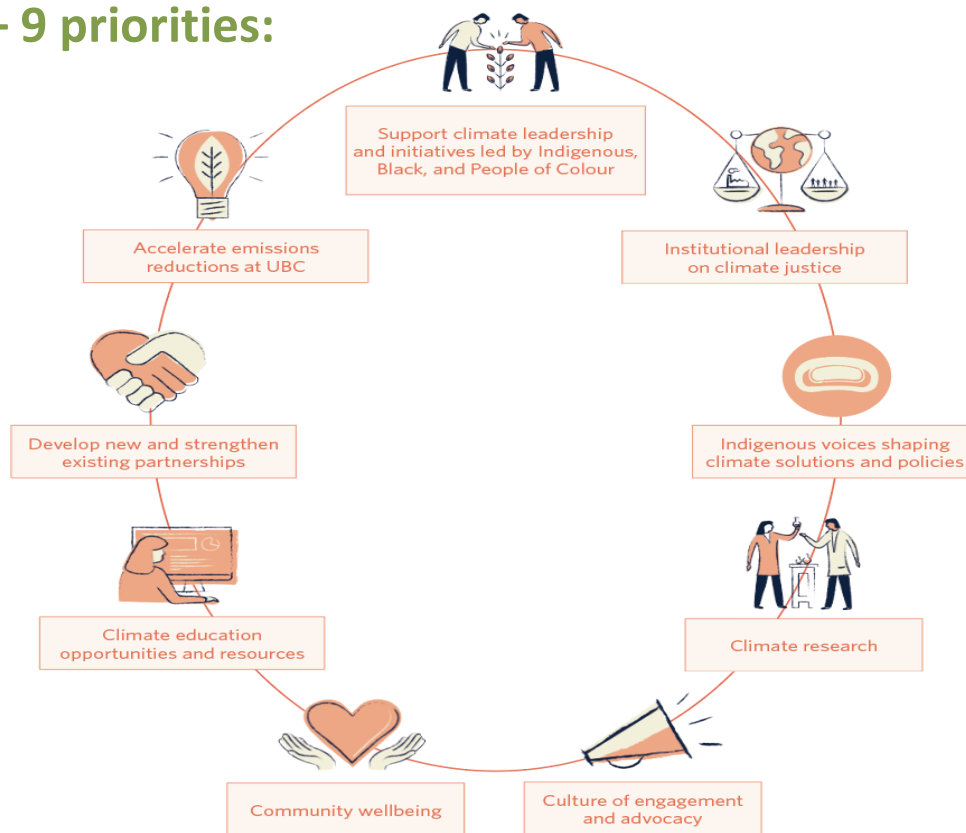 - 9 priorities:
Support climate leadership
and initiatives led by Indigenous,
Black, and People of Colour
Accelerate emissions
reductions at UBC
Institutional leadership
on climate justice
Develop new and strengthen
existing partnerships
Indigenous voices shaping
climate solutions and policies
Climate education
opportunities and resources
Climate research
Community wellbeing
Culture of engagement
and advocacy